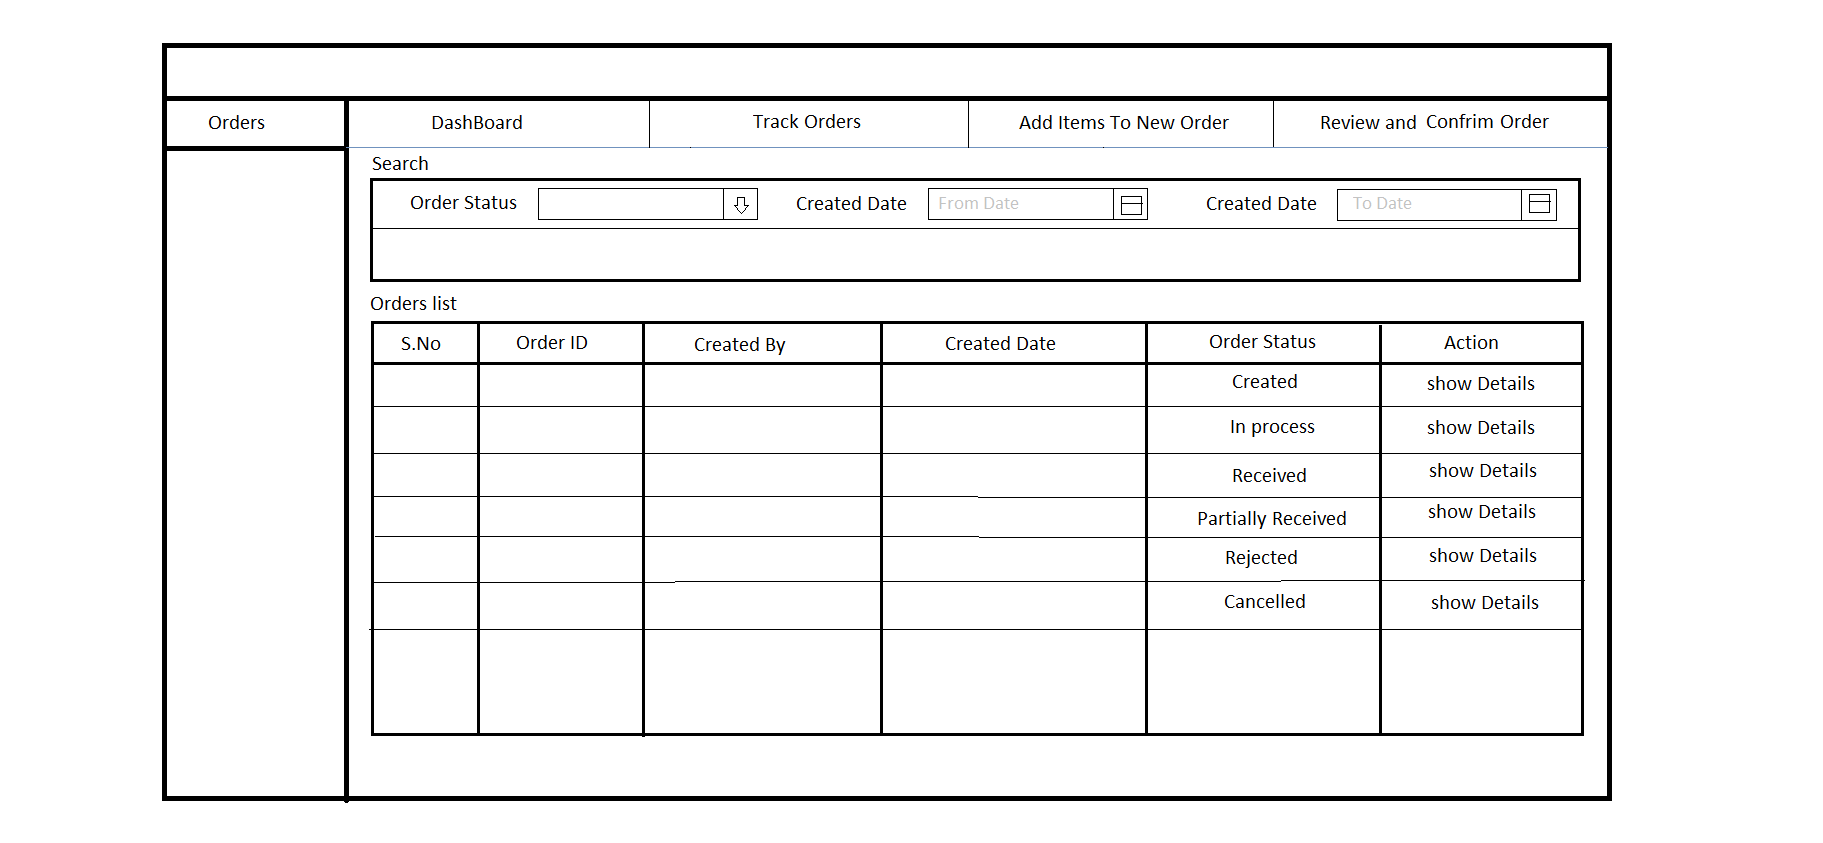 Orders DashBoard Track Orders Add Items To New Order Review and Confrim Order
Search
Order Status Created Date From Date Created Date To Date
Orders list
S.No Order ID Created By Created Date Order Status Action
Created show Details
In process show Details
Received show Details
Partially Received show Details
Rejected show Details
Cancelled show Details